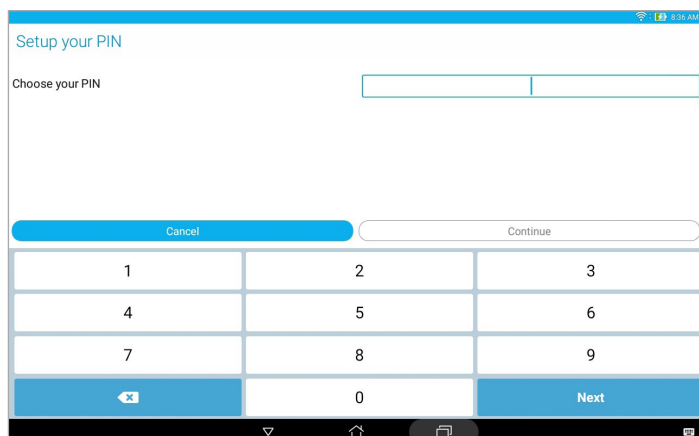 8:36 AM
Setup your PIN
Choose your PIN
Cancel
Continue
1 2 3
4 5 6
7 8 9
0 Next